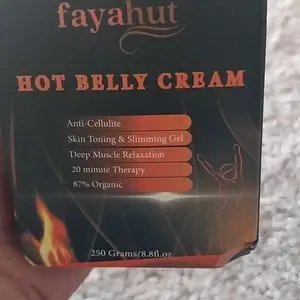 fayahut
HOT BELLY CREAM
Anti-Cellulite
Skin Toning & Slimming Gel
Deep Muscle Relaxation
20 minute Therapy
87% Organic
250 Grams/8.8fl.oz